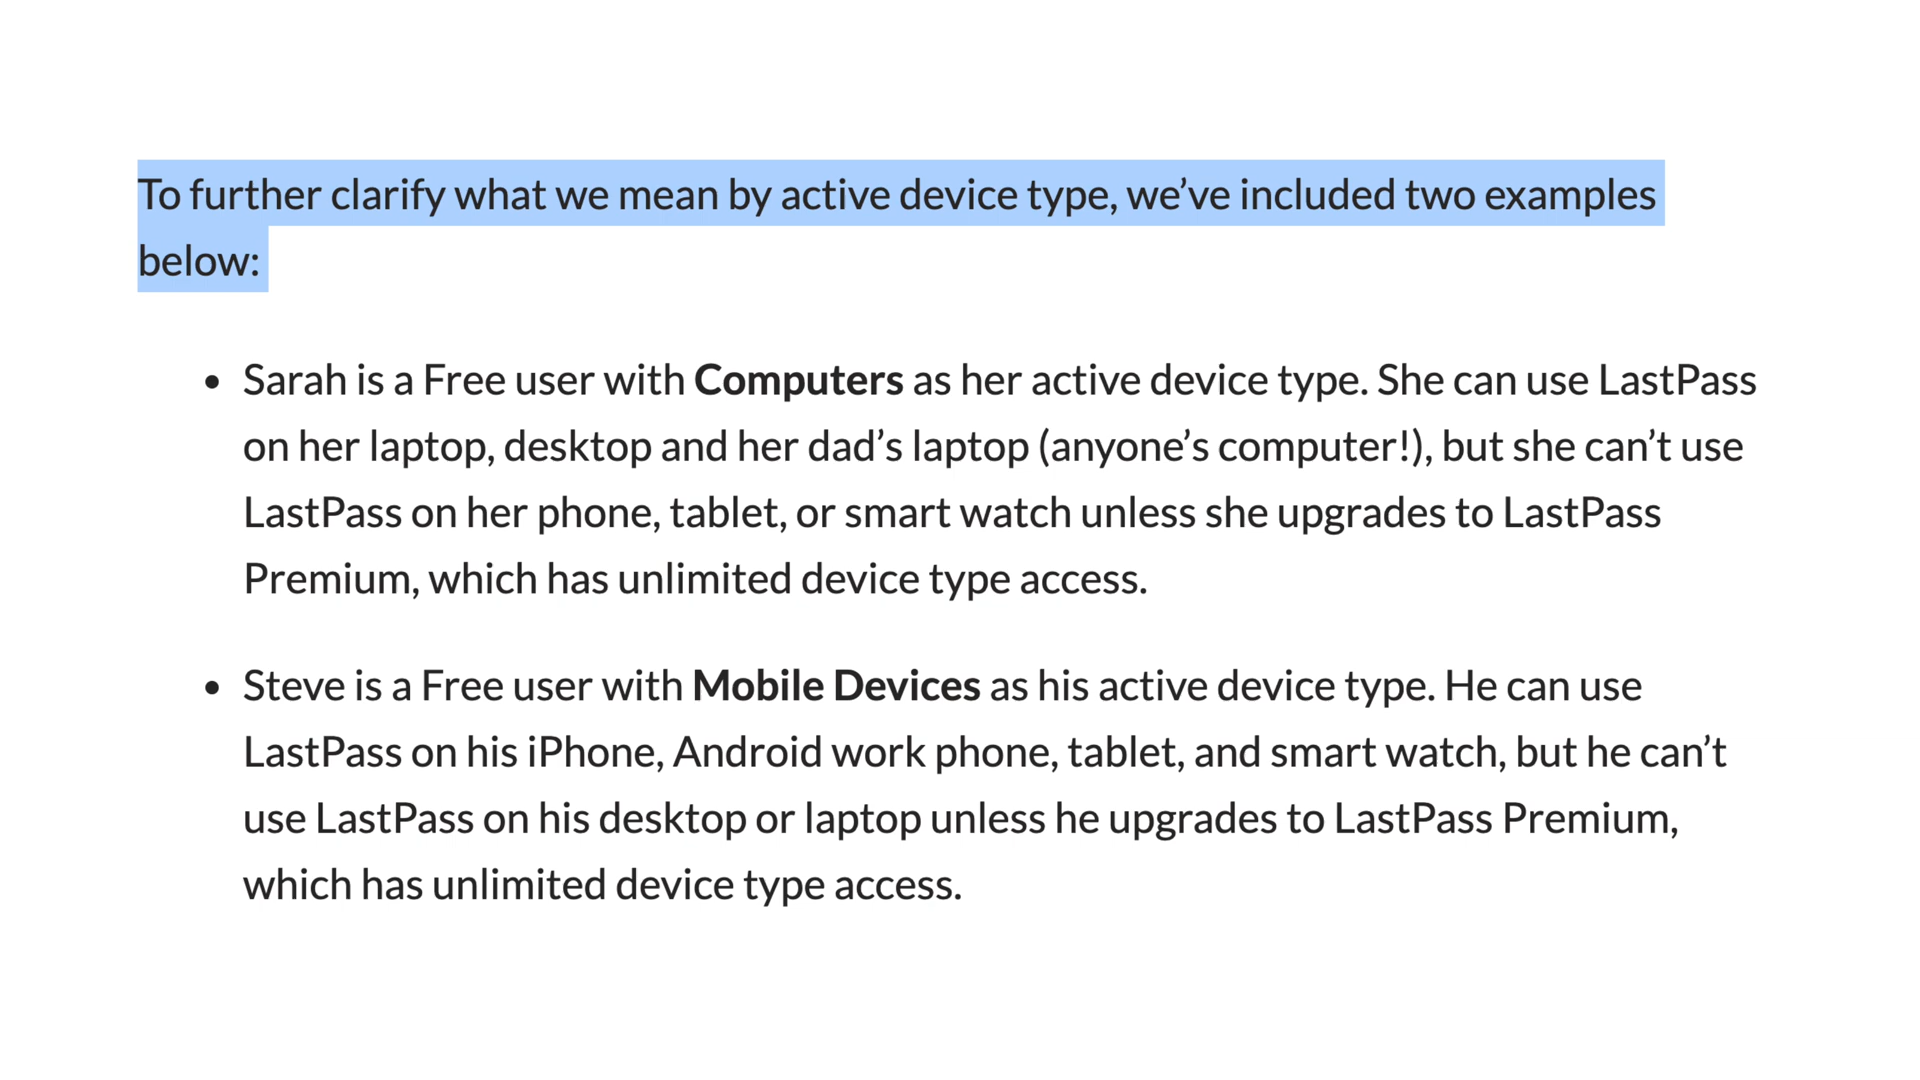 To further clarify what we mean by active device type, we’ve included two examples
below:
• Sarah is a Free user with Computers as her active device type. She can use LastPass
on her laptop, desktop and her dad’s laptop (anyone’s computer!), but she can’t use
LastPass on her phone, tablet, or smart watch unless she upgrades to LastPass
Premium, which has unlimited device type access.
• Steve is a Free user with Mobile Devices as his active device type. He can use
LastPass on his iPhone, Android work phone, tablet, and smart watch, but he can’t
use LastPass on his desktop or laptop unless he upgrades to LastPass Premium,
which has unlimited device type access.